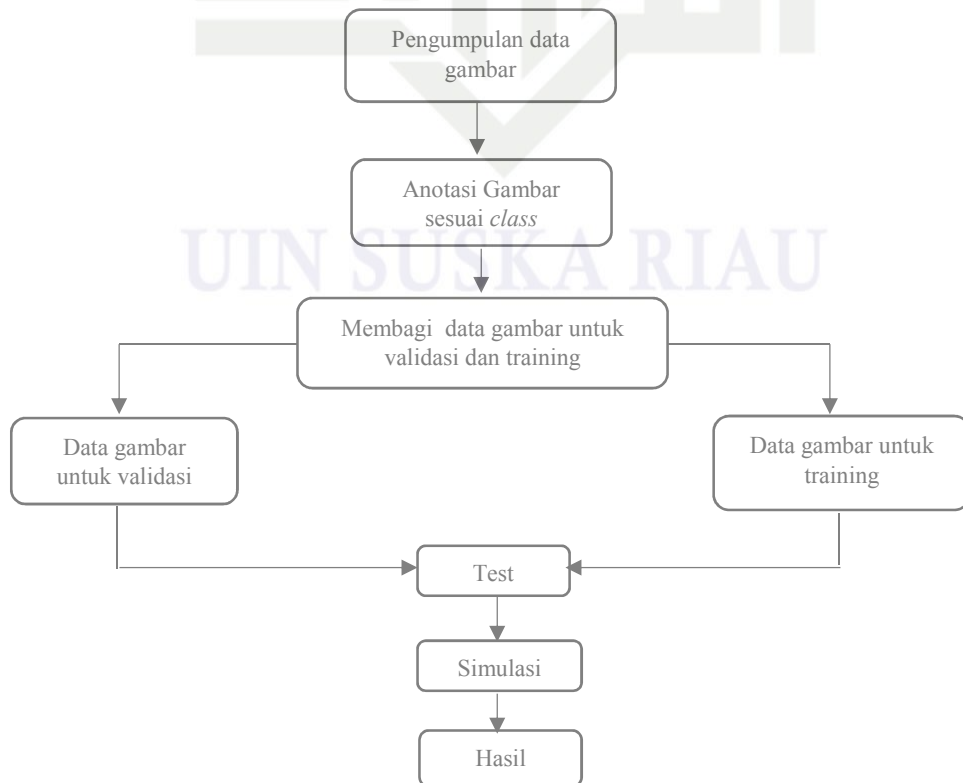 Pengumpulan data
gambar
Anotasi Gambar
sesuai class
UIN SUSKA RIAU
Membagi data gambar untuk
validasi dan training
Data gambar
untuk validasi
Data gambar untuk
training
Test
Simulasi
Hasil